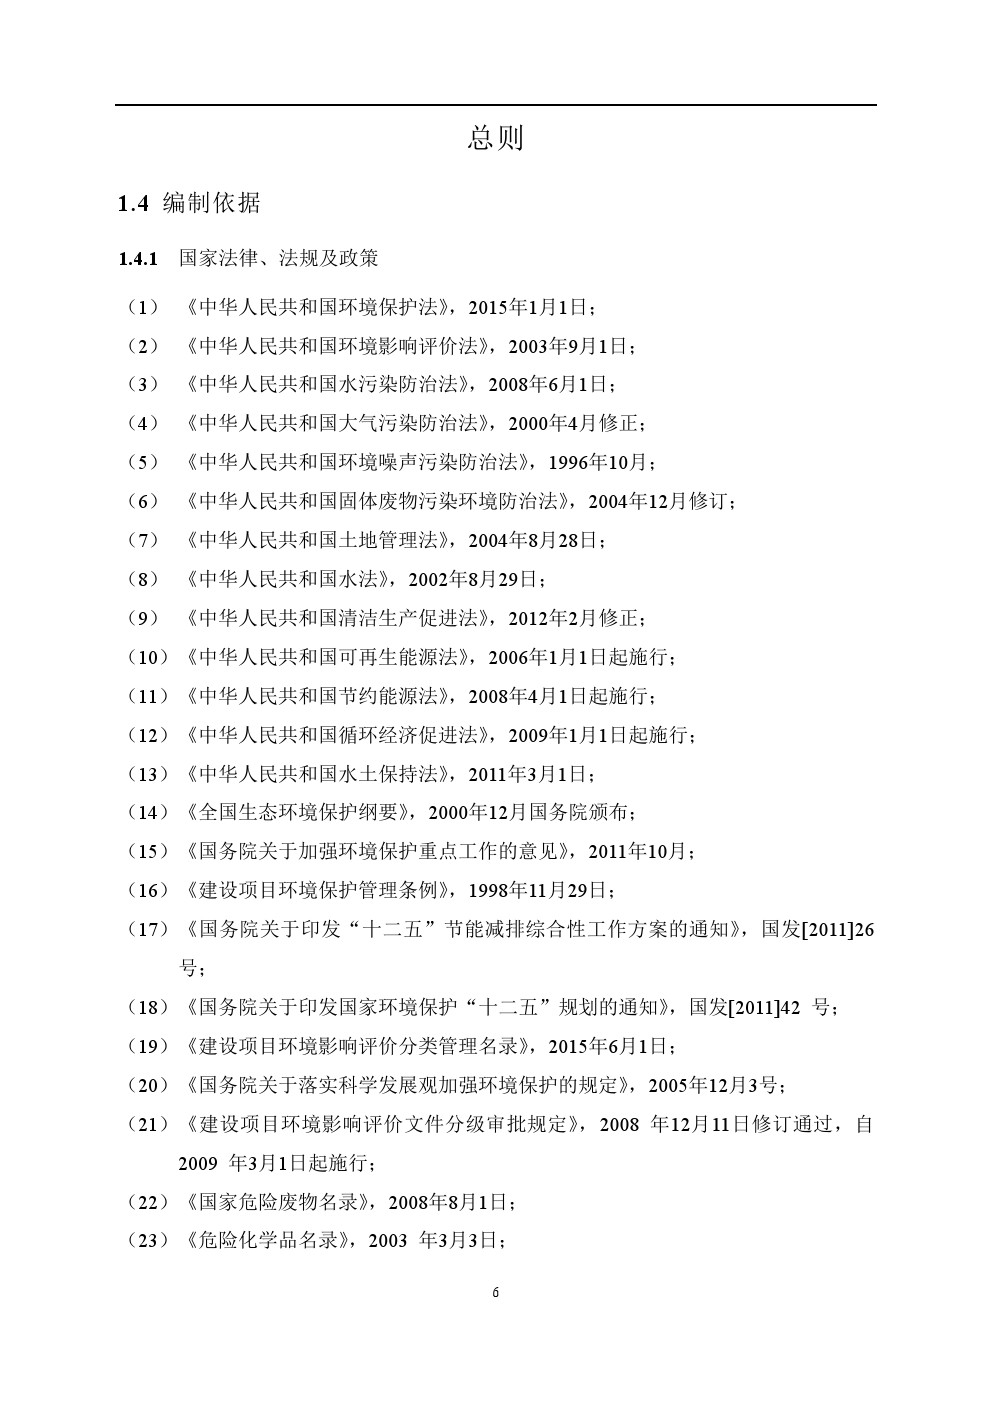 总则
1.4 编制依据
1.4.1 国家法律、法规及政策
（1） 《中华人民共和国环境保护法》，2015年1月1日；
（2） 《中华人民共和国环境影响评价法》，2003年9月1日；
（3） 《中华人民共和国水污染防治法》，2008年6月1日；
（4） 《中华人民共和国大气污染防治法》，2000年4月修正；
（5） 《中华人民共和国环境噪声污染防治法》，1996年10月；
（6） 《中华人民共和国固体废物污染环境防治法》，2004年12月修订；
（7） 《中华人民共和国土地管理法》，2004年8月28日；
（8） 《中华人民共和国水法》，2002年8月29日；
（9） 《中华人民共和国清洁生产促进法》，2012年2月修正；
（10）《中华人民共和国可再生能源法》，2006年1月1日起施行；
（11）《中华人民共和国节约能源法》，2008年4月1日起施行；
（12）《中华人民共和国循环经济促进法》，2009年1月1日起施行；
（13）《中华人民共和国水土保持法》，2011年3月1日；
（14）《全国生态环境保护纲要》，2000年12月国务院颁布；
（15）《国务院关于加强环境保护重点工作的意见》，2011年10月；
（16）《建设项目环境保护管理条例》，1998年11月29日；
（17）《国务院关于印发“十二五”节能减排综合性工作方案的通知》，国发[2011]26
号；
（18）《国务院关于印发国家环境保护“十二五”规划的通知》，国发[2011]42 号；
（19）《建设项目环境影响评价分类管理名录》，2015年6月1日；
（20）《国务院关于落实科学发展观加强环境保护的规定》，2005年12月3号；
（21）《建设项目环境影响评价文件分级审批规定》，2008 年12月11日修订通过，自
2009 年3月1日起施行；
（22）《国家危险废物名录》，2008年8月1日；
（23）《危险化学品名录》，2003 年3月3日；
6